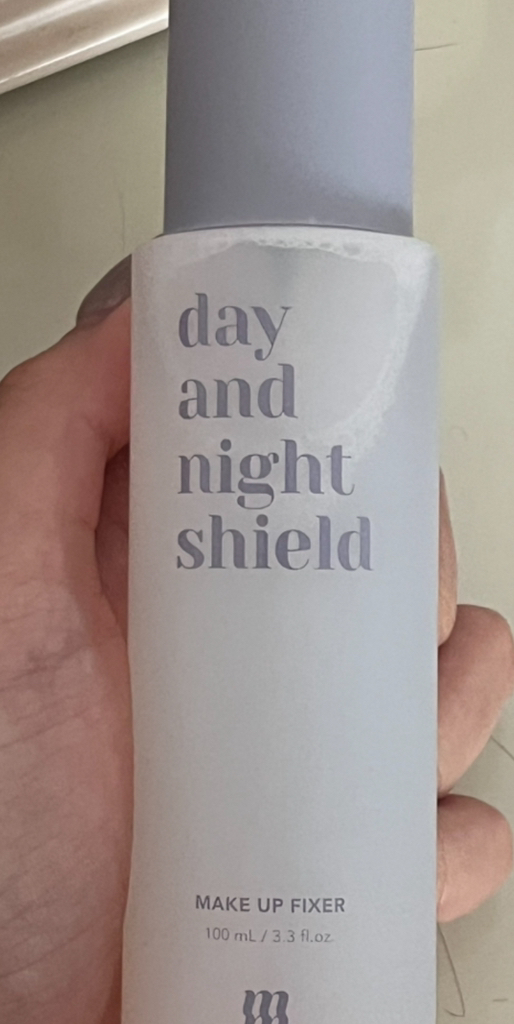 day
and
night
shield
MAKE UP FIXER
100 mL / 3.3 fl.oz.
m